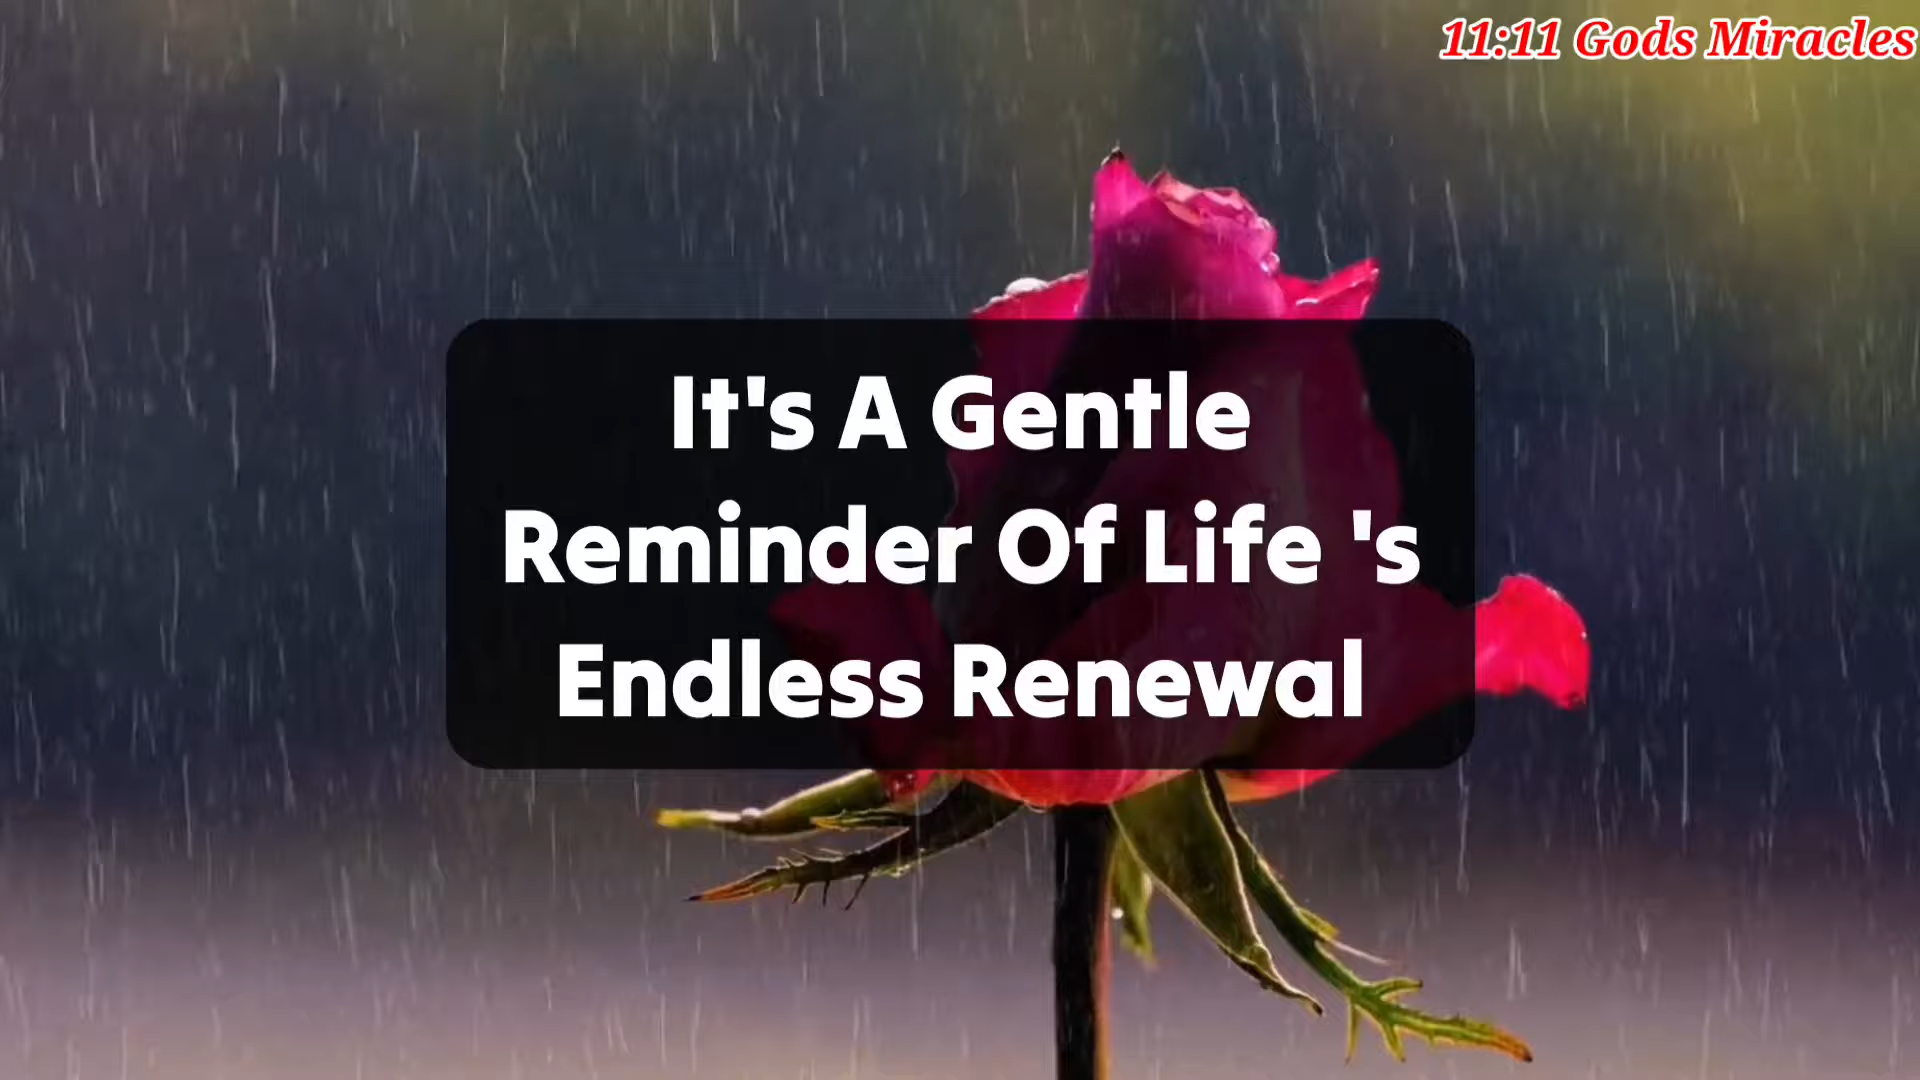 11:11 Gods Miracles
It's A Gentle
Reminder Of Life 's
Endless Renewal